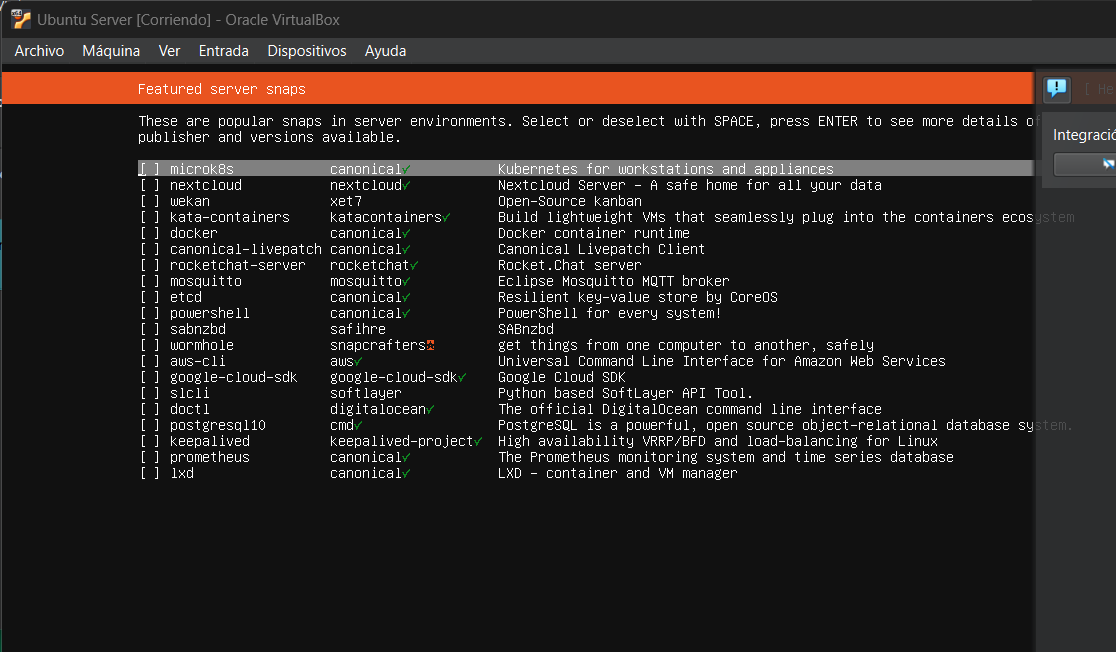 Ubuntu Server [Corriendo] - Oracle VirtualBox
Archivo Máquina Ver Entrada Dispositivos Ayuda
Featured server snaps [ He
These are popular snaps in server environments. Select or deselect with SPACE, press ENTER to see more details of
publisher and versions available.
Integració
[ ] microk8s canonical✓ Kubernetes for workstations and appliances
[ ] nextcloud nextcloud✓ Nextcloud Server - A safe home for all your data
[ ] wekan xet7 Open-Source kanban
[ ] kata-containers katacontainers✓ Build lightweight VMs that seamlessly plug into the containers ecosystem
[ ] docker canonical✓ Docker container runtime
[ ] canonical-livepatch canonical✓ Canonical Livepatch Client
[ ] rocketchat-server rocketchat✓ Rocket.Chat server
[ ] mosquitto mosquitto✓ Eclipse Mosquitto MQTT broker
[ ] etcd canonical✓ Resilient key-value store by CoreOS
[ ] powershell canonical✓ PowerShell for every system!
[ ] sabnzbd safihre SABnzbd
[ ] wormhole snapcrafters get things from one computer to another, safely
[ ] aws-cli aws✓ Universal Command Line Interface for Amazon Web Services
[ ] google-cloud-sdk google-cloud-sdk✓ Google Cloud SDK
[ ] slcli softlayer Python based SoftLayer API Tool.
[ ] doctl digitalocean✓ The official DigitalOcean command line interface
[ ] postgresql10 cmd✓ PostgreSQL is a powerful, open source object-relational database system.
[ ] keepalived keepalived-project✓ High availability VRRP/BFD and load-balancing for Linux
[ ] prometheus canonical✓ The Prometheus monitoring system and time series database
[ ] lxd canonical✓ LXD - container and VM manager